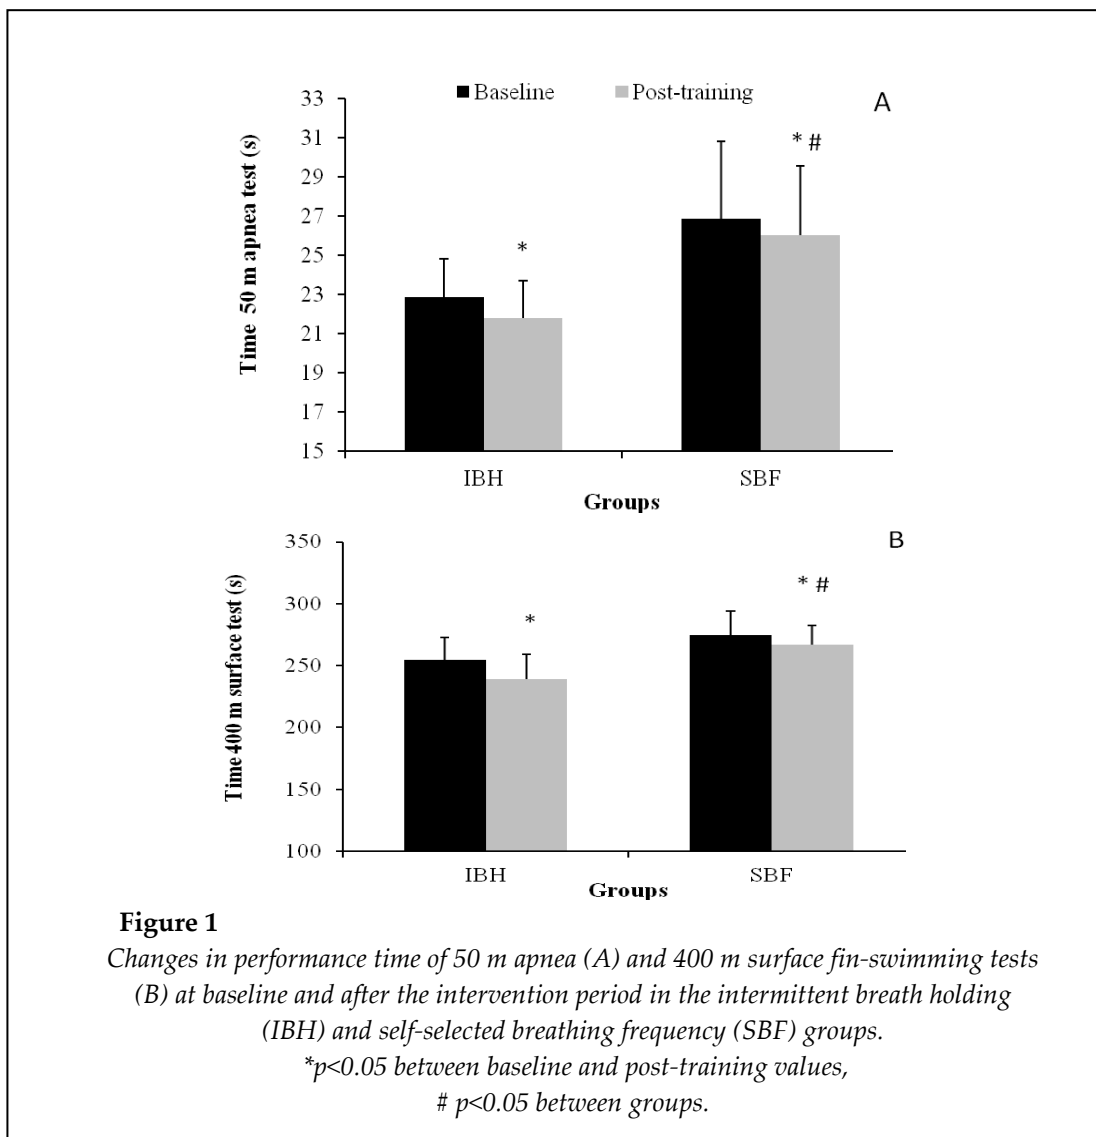 Baseline Post-training
A
33
31
29
27
25
23
21
19
17
15
Time 50 m apnea test (s)
*
* #
IBH SBF
Groups
B
350
300
250
200
150
100
Time 400 m surface test (s)
*
* #
IBH SBF
Groups
Figure 1
Changes in performance time of 50 m apnea (A) and 400 m surface fin-swimming tests
(B) at baseline and after the intervention period in the intermittent breath holding
(IBH) and self-selected breathing frequency (SBF) groups.
*p<0.05 between baseline and post-training values,
# p<0.05 between groups.